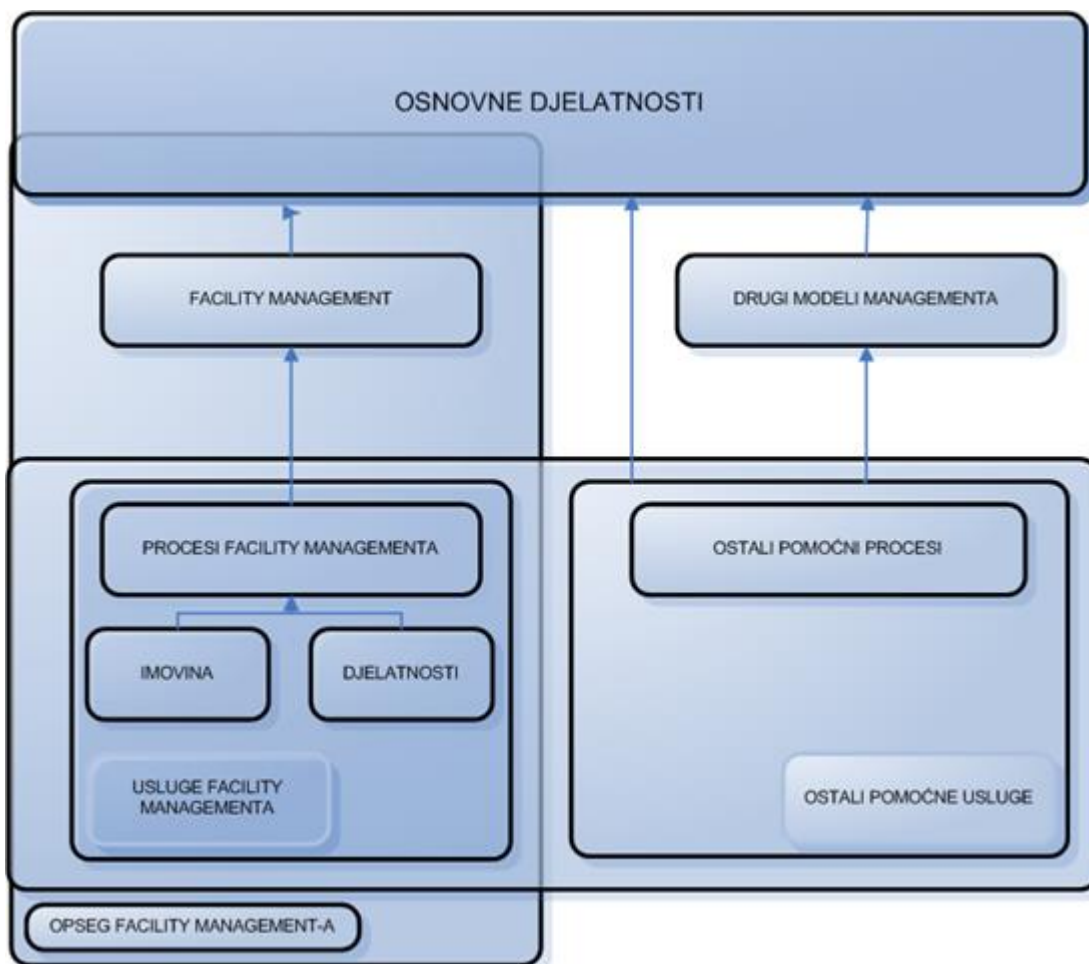 OSNOVNE DJELATNOSTI
FACILITY MANAGEMENT
DRUGI MODELI MANAGEMENTA
PROCESI FACILITY MANAGEMENTA
OSTALI POMOĆNI PROCESI
IMOVINA
DJELATNOSTI
USLUGE FACILITY
MANAGEMENTA
OSTALI POMOĆNE USLUGE
OPSEG FACILITY MANAGEMENT-A